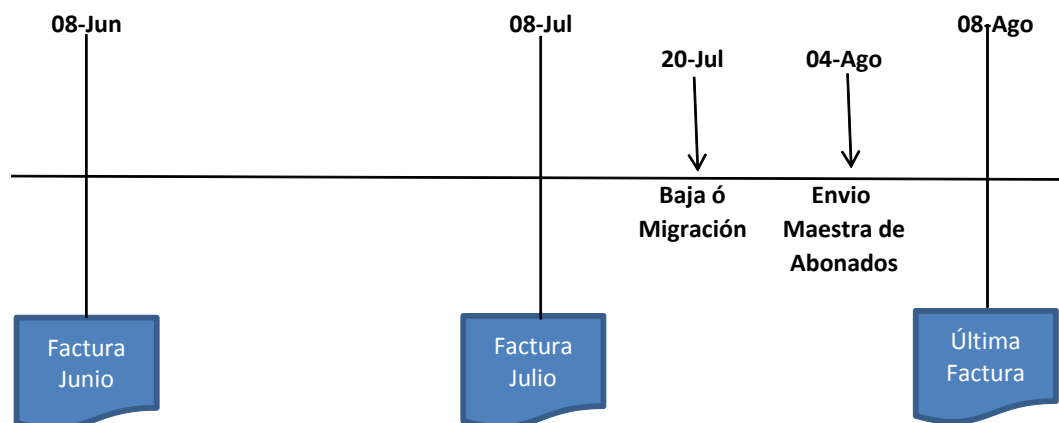 08-Jun
08-Jul
08-Ago
20-Jul
04-Ago
Baja ó
Migración
Envio
Maestra de
Abonados
Factura
Junio
Factura
Julio
Última
Factura